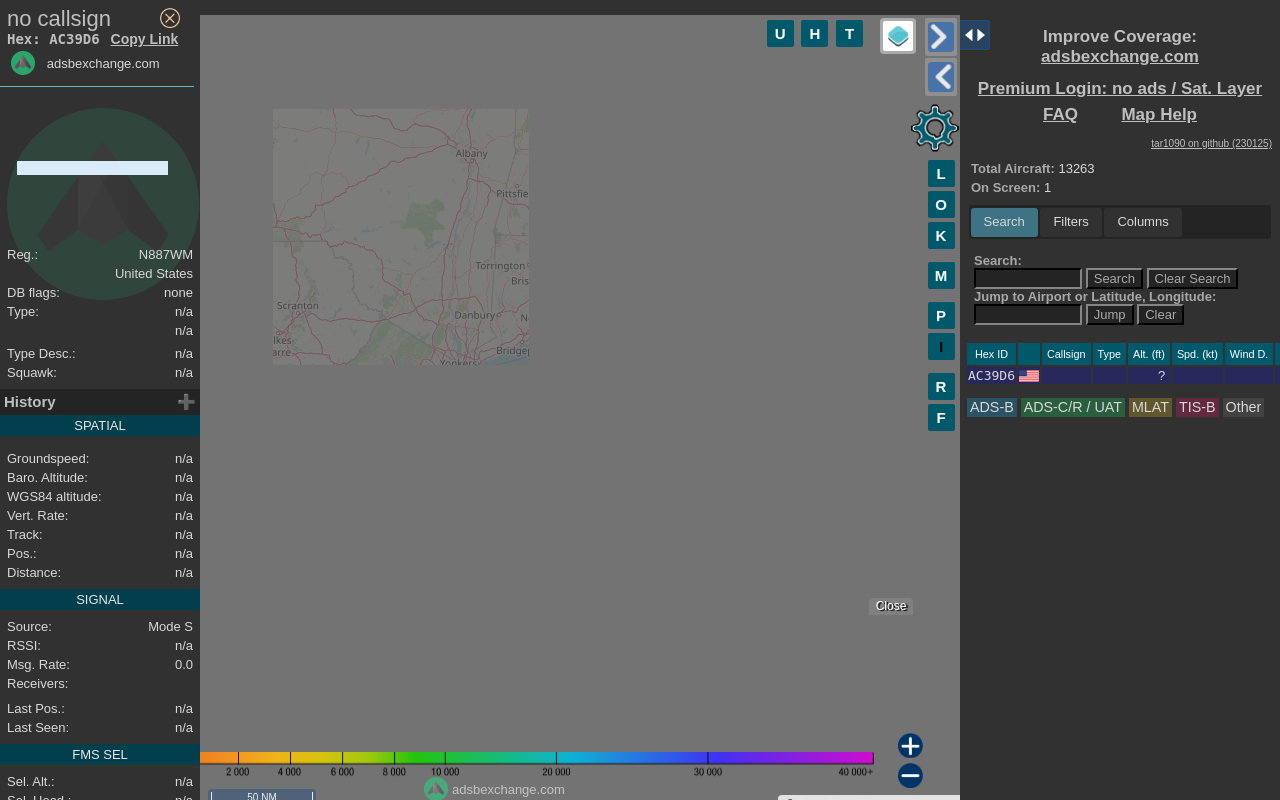 no callsign
Hex: AC39D6 Copy Link
adsbexchange.com
Reg.: N887WM
United States
DB flags: none
Type: n/a
n/a
Type Desc.: n/a
Squawk: n/a
History
SPATIAL
Groundspeed: n/a
Baro. Altitude: n/a
WGS84 altitude: n/a
Vert. Rate: n/a
Track: n/a
Pos.: n/a
Distance: n/a
SIGNAL
Source: Mode S
RSSI: n/a
Msg. Rate: 0.0
Receivers:
Last Pos.: n/a
Last Seen: n/a
FMS SEL
Sel. Alt.: n/a
U H T
Albany
Pittsfie
Torrington
Bris
Scranton
Danbury
N
lkes-
arre
Bridgep
Yonkers
L
O
K
M
P
I
R
F
Close
2 000 4 000 6 000 8 000 10 000 20 000 30 000 40 000+
adsbexchange.com
50 NM
Improve Coverage:
adsbexchange.com
Premium Login: no ads / Sat. Layer
FAQ Map Help
tar1090 on github (230125)
Total Aircraft: 13263
On Screen: 1
Search Filters Columns
Search:
Search Clear Search
Jump to Airport or Latitude, Longitude:
Jump Clear
Hex ID Callsign Type Alt. (ft) Spd. (kt) Wind D.
AC39D6 ?
ADS-B ADS-C/R / UAT MLAT TIS-B Other